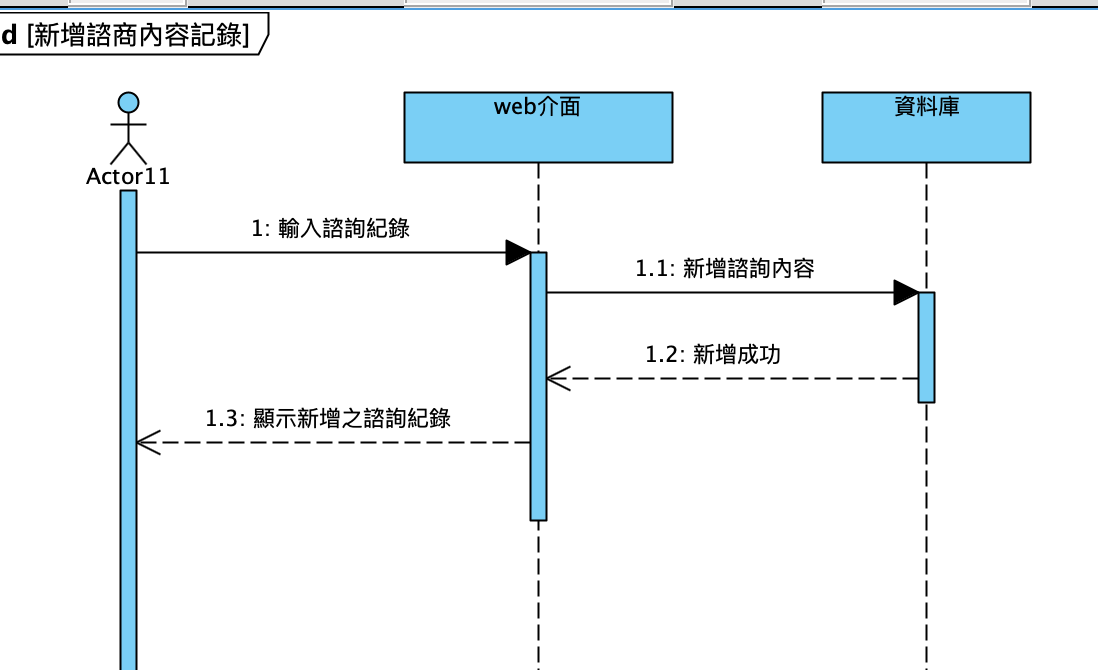 d [新增諮商內容記錄]
web介面
資料庫
Actor11
1: 輸入諮詢紀錄
1.1: 新增諮詢內容
1.2: 新增成功
1.3: 顯示新增之諮詢紀錄